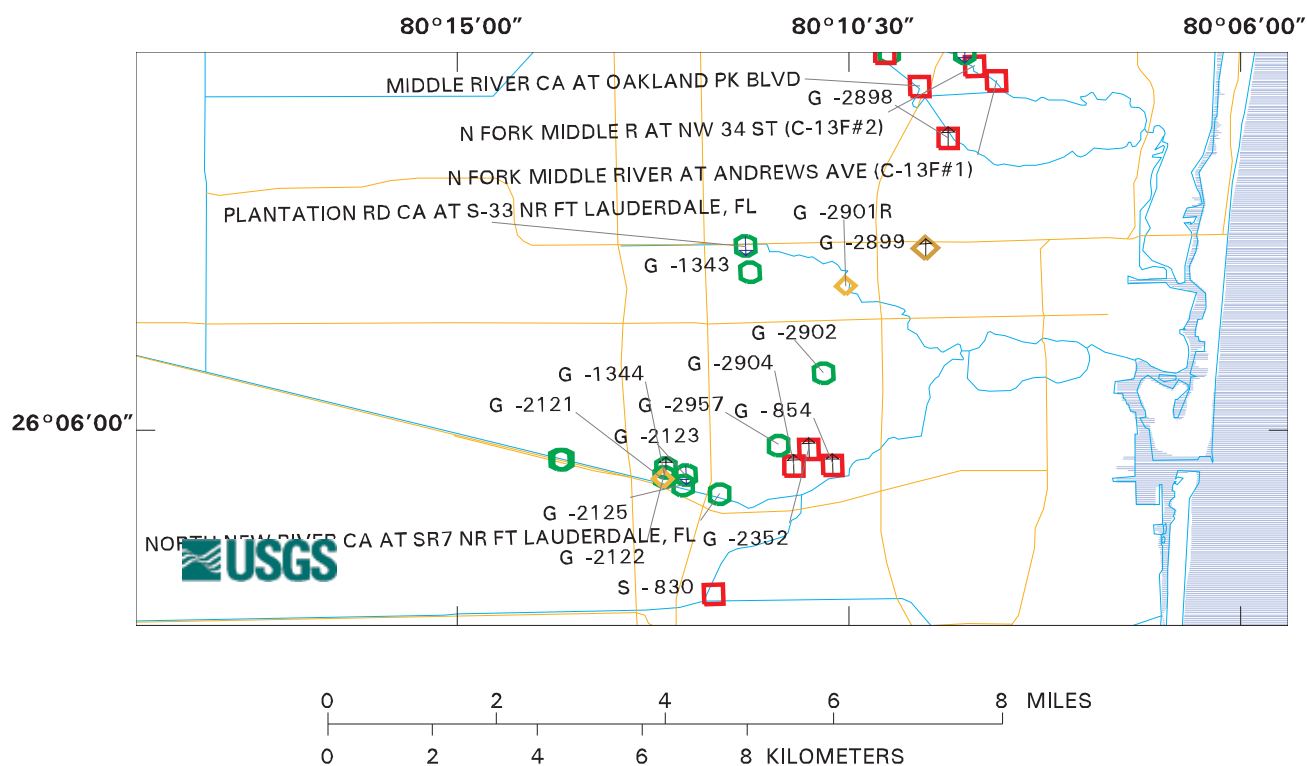 80°15'00" 80°10'30" 80°06'00"
MIDDLE RIVER CA AT OAKLAND PK BLVD
G -2898
N FORK MIDDLE R AT NW 34 ST (C-13F#2)
N FORK MIDDLE RIVER AT ANDREWS AVE (C-13F#1)
PLANTATION RD CA AT S-33 NR FT LAUDERDALE, FL
G -2901R
G -2899
G -1343
G -2902
G -2904
G -1344
G -2121
G -2957
G -854
26°06'00"
G -2123
G -2125
NORTH NEW RIVER CA AT SR7 NR FT LAUDERDALE, FL
G -2352
G -2122
USGS
S -830
0 2 4 6 8 MILES
0 2 4 6 8 KILOMETERS